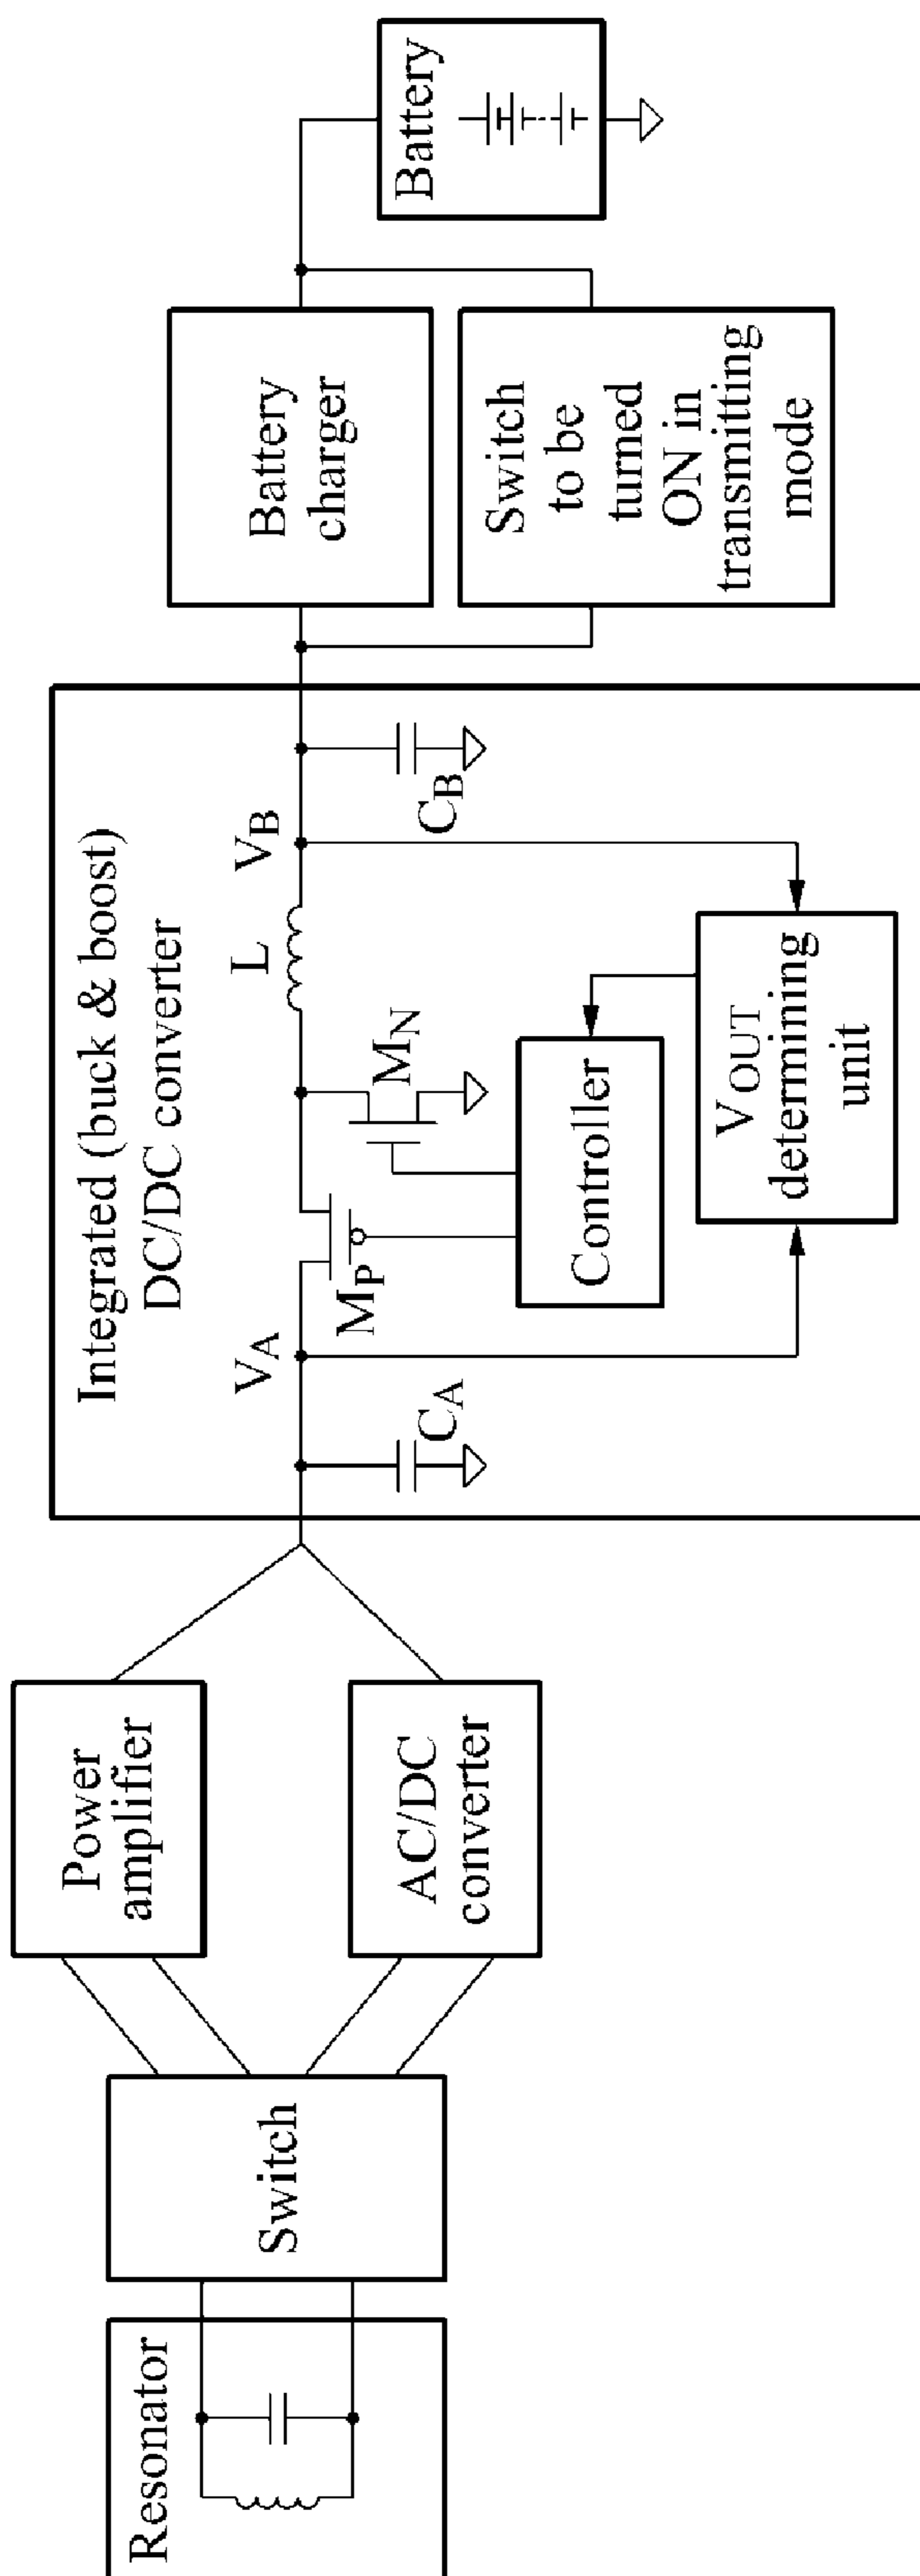 Resonator
Switch
Power
amplifier
AC/DC
converter
Integrated (buck & boost)
DC/DC converter
VA
CA
MP
MN
L
VB
CB
Controller
VOUT
determining
unit
Battery
charger
Switch
to be
turned
ON in
transmitting
mode
Battery